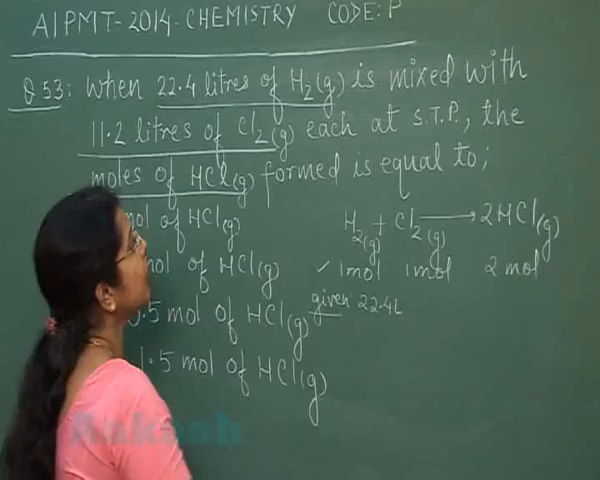 AIPMT-2014-CHEMISTRY CODE: P
Q 53: When 22.4 litres of H₂(g) is mixed with
11.2 litres of Cl₂(g) each at S.T.P., the
moles of HCl(g) formed is equal to;
mol of HCl(g)
H₂(g) + Cl₂(g) → 2HCl(g)
mol of HCl(g)
✓ 1mol 1mol 2 mol
.5 mol of HCl(g)
given 22.4L
1.5 mol of HCl(g)
Aakash